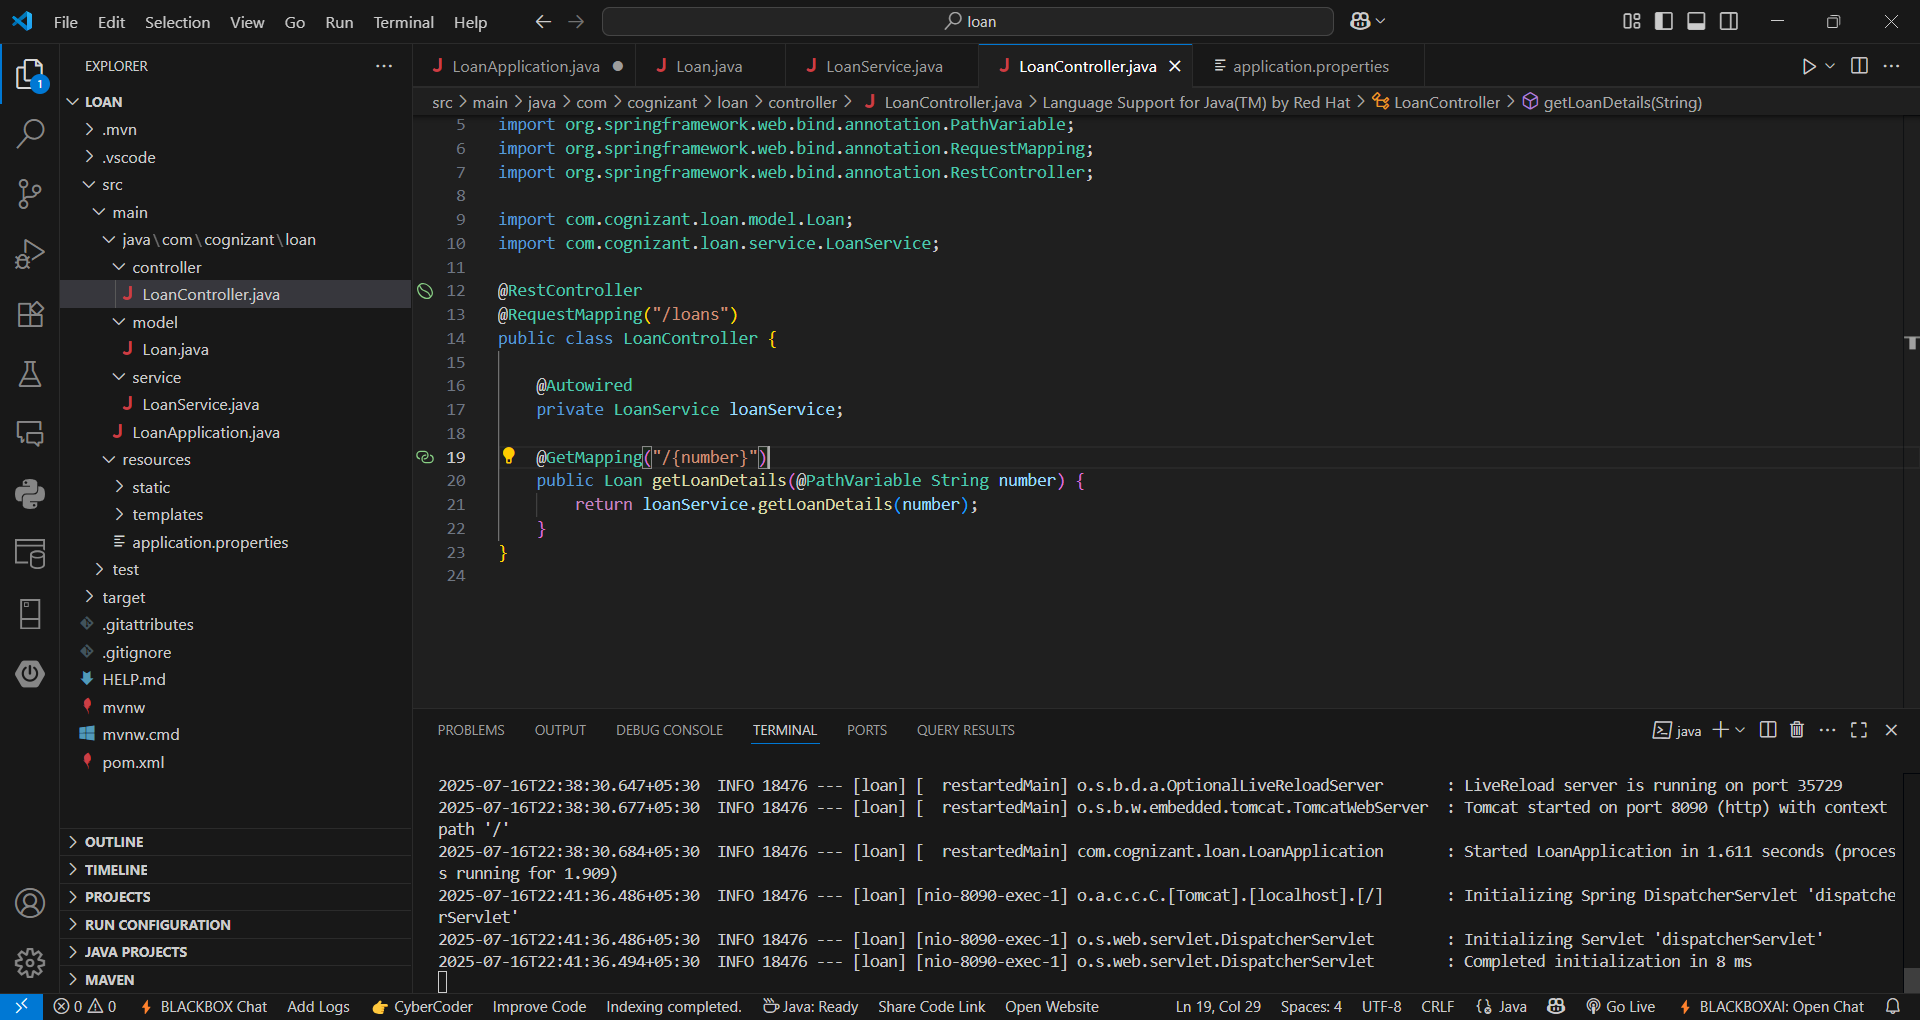 File Edit Selection View Go Run Terminal Help
loan
EXPLORER
LOAN
.mvn
.vscode
src
main
java\com\cognizant\loan
controller
LoanController.java
model
Loan.java
service
LoanService.java
LoanApplication.java
resources
static
templates
application.properties
test
target
.gitattributes
.gitignore
HELP.md
mvnw
mvnw.cmd
pom.xml
OUTLINE
TIMELINE
PROJECTS
RUN CONFIGURATION
JAVA PROJECTS
MAVEN
1
LoanApplication.java Loan.java LoanService.java LoanController.java application.properties
src > main > java > com > cognizant > loan > controller > LoanController.java > Language Support for Java(TM) by Red Hat > LoanController > getLoanDetails(String)
5 import org.springframework.web.bind.annotation.PathVariable;
6 import org.springframework.web.bind.annotation.RequestMapping;
7 import org.springframework.web.bind.annotation.RestController;
8
9 import com.cognizant.loan.model.Loan;
10 import com.cognizant.loan.service.LoanService;
11
12 @RestController
13 @RequestMapping("/loans")
14 public class LoanController {
15
16 @Autowired
17 private LoanService loanService;
18
19 @GetMapping("/{number}")
20 public Loan getLoanDetails(@PathVariable String number) {
21 return loanService.getLoanDetails(number);
22 }
23 }
24
PROBLEMS OUTPUT DEBUG CONSOLE TERMINAL PORTS QUERY RESULTS
java
2025-07-16T22:38:30.647+05:30 INFO 18476 --- [loan] [ restartedMain] o.s.b.d.a.OptionalLiveReloadServer : LiveReload server is running on port 35729
2025-07-16T22:38:30.677+05:30 INFO 18476 --- [loan] [ restartedMain] o.s.b.w.embedded.tomcat.TomcatWebServer : Tomcat started on port 8090 (http) with context
path '/'
2025-07-16T22:38:30.684+05:30 INFO 18476 --- [loan] [ restartedMain] com.cognizant.loan.LoanApplication : Started LoanApplication in 1.611 seconds (proces
s running for 1.909)
2025-07-16T22:41:36.486+05:30 INFO 18476 --- [loan] [nio-8090-exec-1] o.a.c.c.C.[Tomcat].[localhost].[/] : Initializing Spring DispatcherServlet 'dispatche
rServlet'
2025-07-16T22:41:36.486+05:30 INFO 18476 --- [loan] [nio-8090-exec-1] o.s.web.servlet.DispatcherServlet : Initializing Servlet 'dispatcherServlet'
2025-07-16T22:41:36.494+05:30 INFO 18476 --- [loan] [nio-8090-exec-1] o.s.web.servlet.DispatcherServlet : Completed initialization in 8 ms
0 0 BLACKBOX Chat Add Logs CyberCoder Improve Code Indexing completed. Java: Ready Share Code Link Open Website Ln 19, Col 29 Spaces: 4 UTF-8 CRLF {} Java Go Live BLACKBOXAI: Open Chat